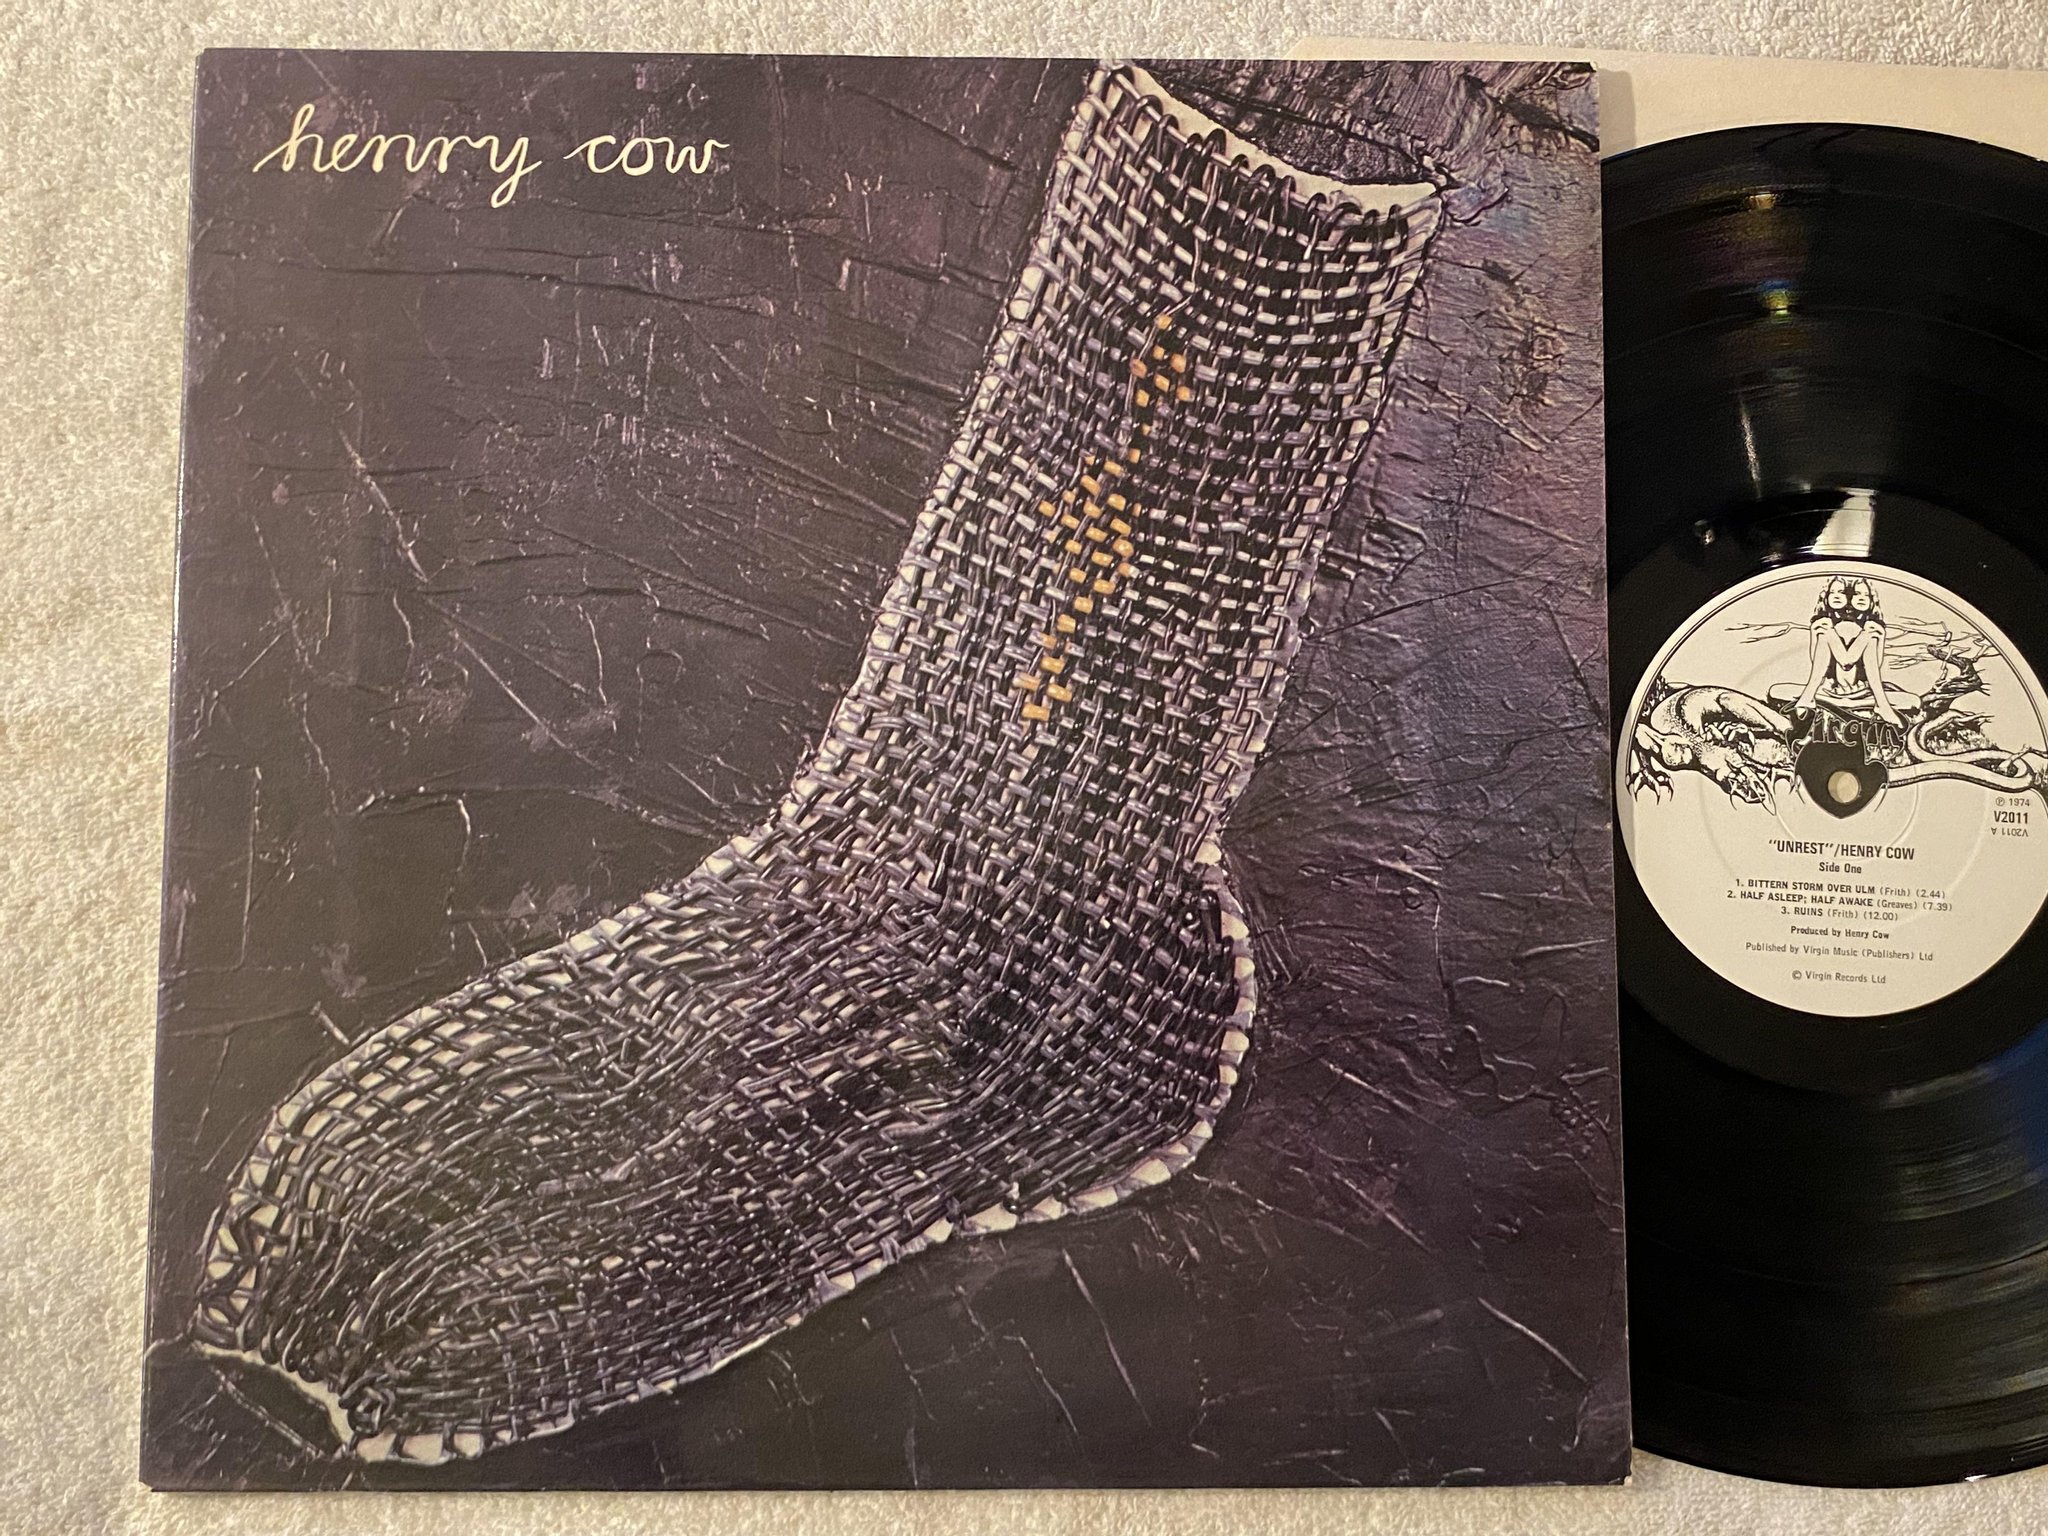 henry cow
Virgin
℗ 1974
V2011
V2011 A
"UNREST"/HENRY COW
Side One
1. BITTERN STORM OVER ULM (Frith) (2.44)
2. HALF ASLEEP; HALF AWAKE (Greaves) (7.39)
3. RUINS (Frith) (12.00)
Produced by Henry Cow
Published by Virgin Music (Publishers) Ltd
© Virgin Records Ltd